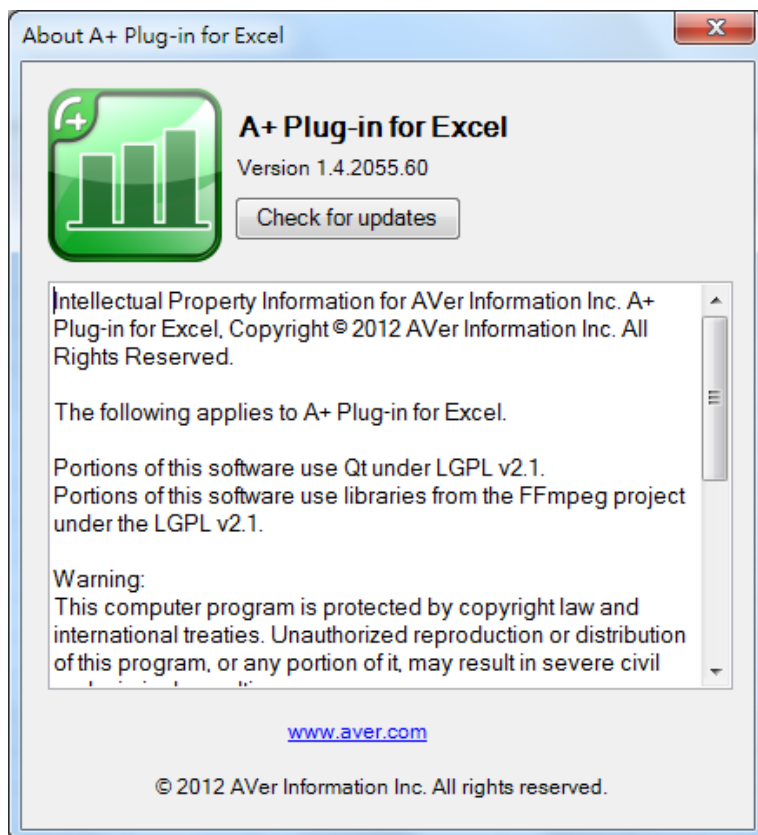 About A+ Plug-in for Excel
A+ Plug-in for Excel
Version 1.4.2055.60
Check for updates
Intellectual Property Information for AVer Information Inc. A+
Plug-in for Excel, Copyright © 2012 AVer Information Inc. All
Rights Reserved.
The following applies to A+ Plug-in for Excel.
Portions of this software use Qt under LGPL v2.1.
Portions of this software use libraries from the FFmpeg project
under the LGPL v2.1.
Warning:
This computer program is protected by copyright law and
international treaties. Unauthorized reproduction or distribution
of this program, or any portion of it, may result in severe civil
www.aver.com
© 2012 AVer Information Inc. All rights reserved.